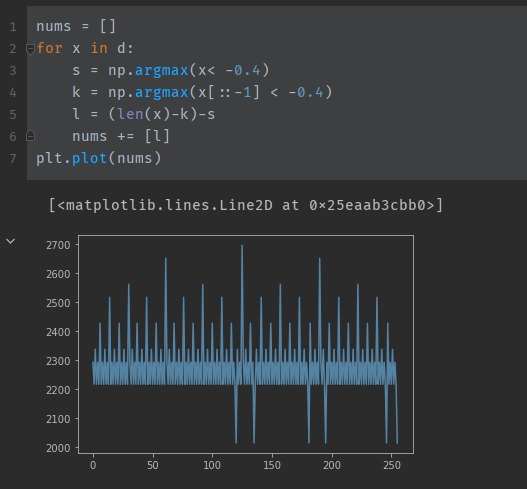 1 nums = []
2 for x in d:
3 s = np.argmax(x< -0.4)
4 k = np.argmax(x[::-1] < -0.4)
5 l = (len(x)-k)-s
6 nums += [l]
7 plt.plot(nums)
[<matplotlib.lines.Line2D at 0x25eaab3cbb0>]
2700
2600
2500
2400
2300
2200
2100
2000
0 50 100 150 200 250